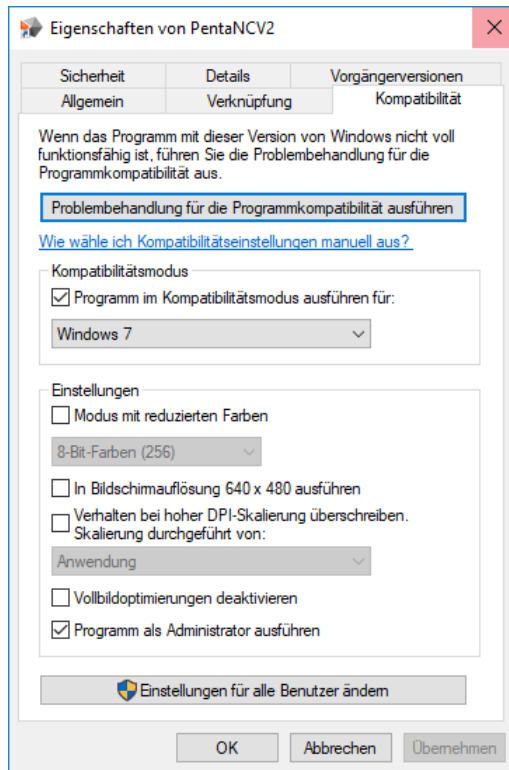 Eigenschaften von PentaNCV2
Sicherheit Details Vorgängerversionen
Allgemein Verknüpfung Kompatibilität
Wenn das Programm mit dieser Version von Windows nicht voll
funktionsfähig ist, führen Sie die Problembehandlung für die
Programmkompatibilität aus.
Problembehandlung für die Programmkompatibilität ausführen
Wie wähle ich Kompatibilitätseinstellungen manuell aus?
Kompatibilitätsmodus
Programm im Kompatibilitätsmodus ausführen für:
Windows 7
Einstellungen
Modus mit reduzierten Farben
8-Bit-Farben (256)
In Bildschirmauflösung 640 x 480 ausführen
Verhalten bei hoher DPI-Skalierung überschreiben.
Skalierung durchgeführt von:
Anwendung
Vollbildoptimierungen deaktivieren
Programm als Administrator ausführen
Einstellungen für alle Benutzer ändern
OK Abbrechen Übernehmen